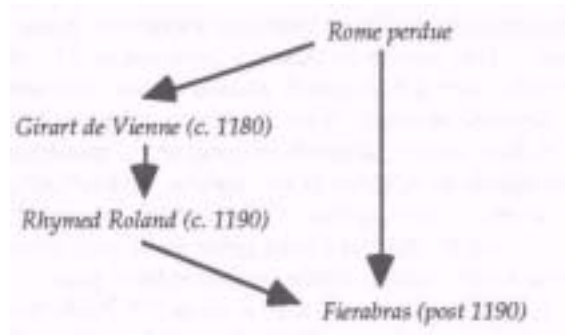 Rome perdue
Girart de Vienne (c. 1180)
Rhymed Roland (c. 1190)
Fierabras (post 1190)